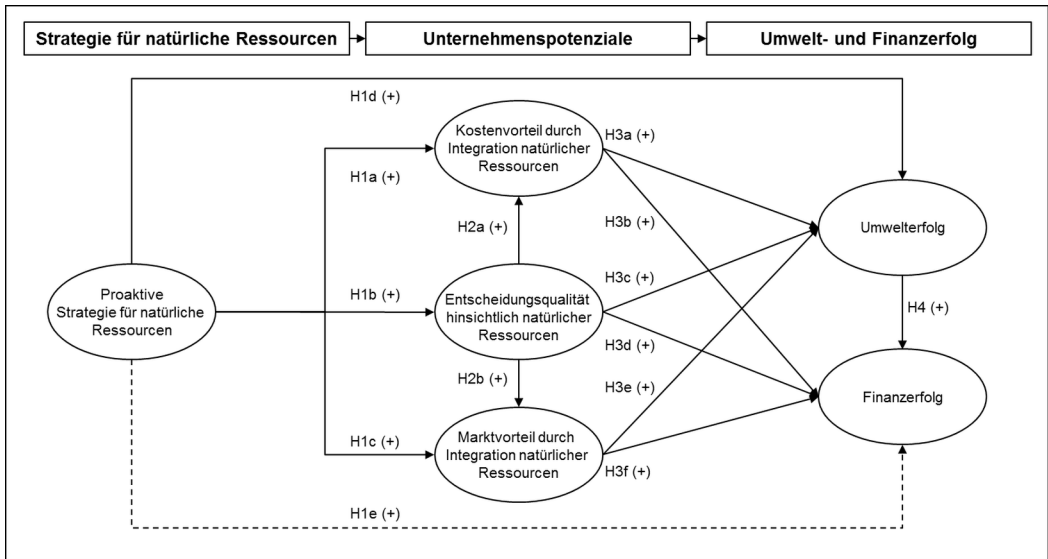 Strategie für natürliche Ressourcen
Unternehmenspotenziale
Umwelt- und Finanzerfolg
H1d (+)
Kostenvorteil durch
Integration natürlicher
Ressourcen
H3a (+)
H1a (+)
H2a (+)
H3b (+)
Umwelterfolg
H3c (+)
Proaktive
Strategie für natürliche
Ressourcen
H1b (+)
Entscheidungsqualität
hinsichtlich natürlicher
Ressourcen
H4 (+)
H3d (+)
H2b (+)
H3e (+)
Finanzerfolg
H1c (+)
Marktvorteil durch
Integration natürlicher
Ressourcen
H3f (+)
H1e (+)